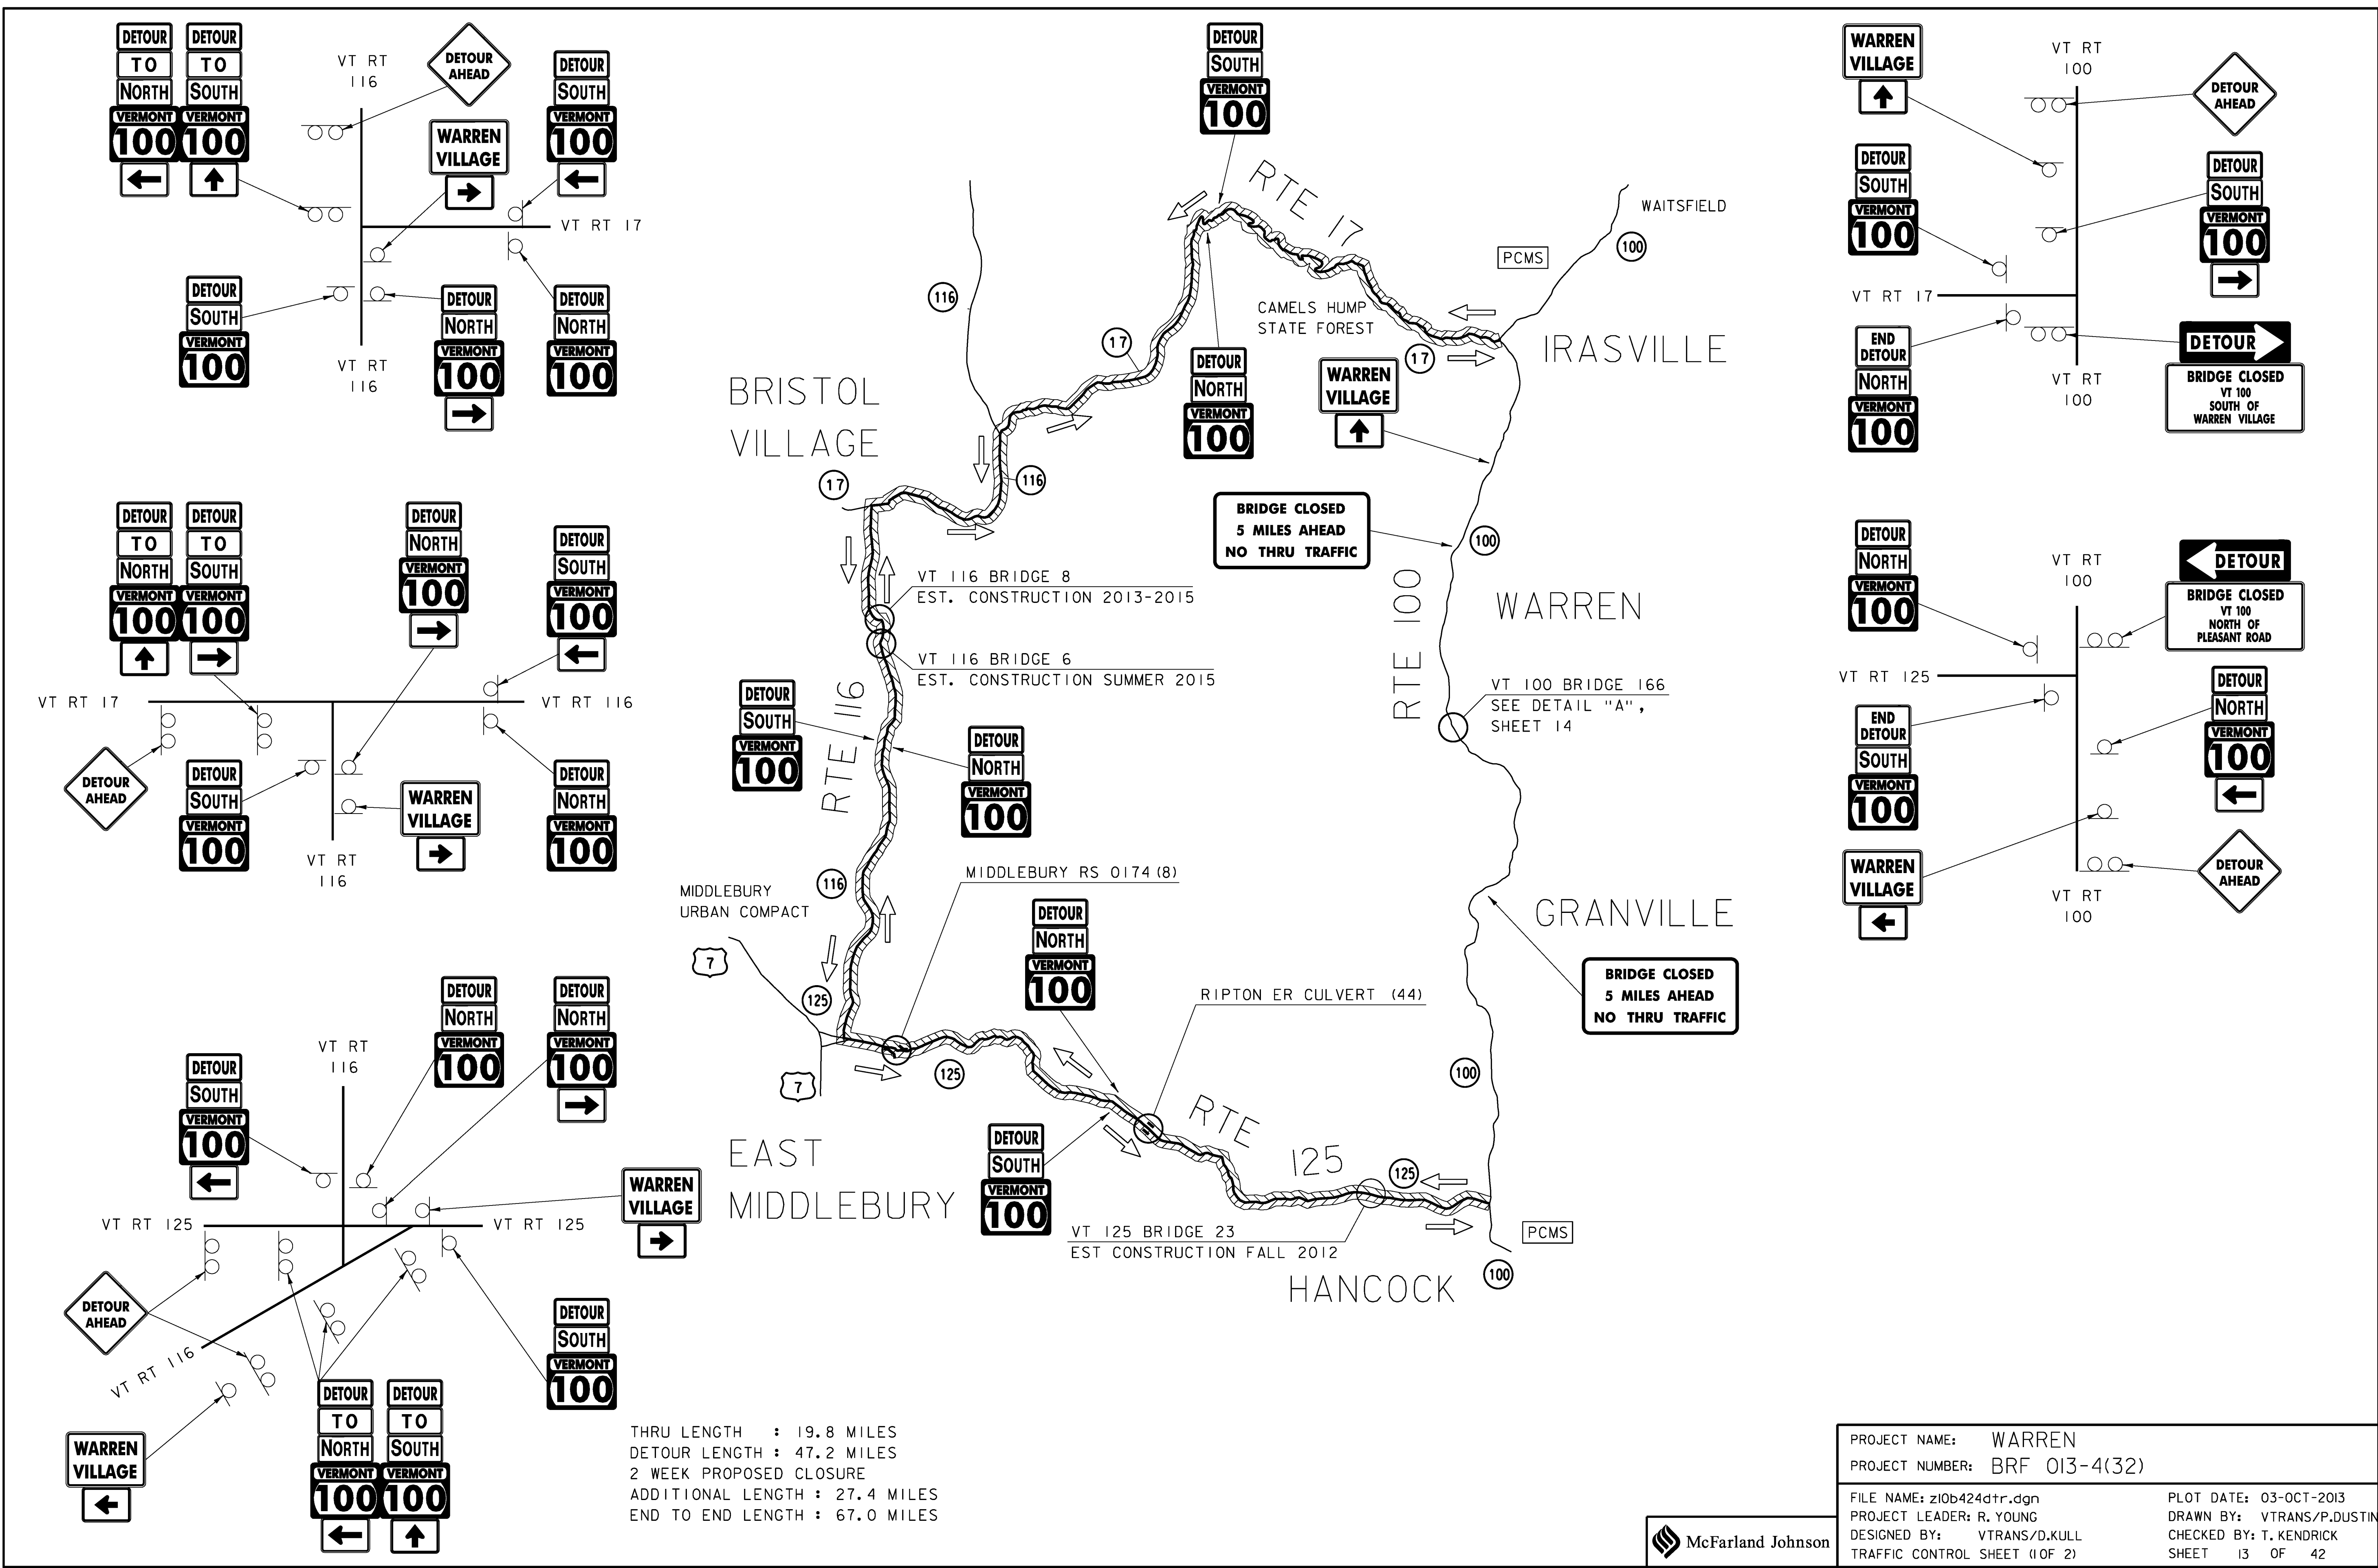 DETOUR
TO
NORTH
VERMONT
100
DETOUR
TO
SOUTH
VERMONT
100
VT RT
116
DETOUR
AHEAD
WARREN
VILLAGE
DETOUR
SOUTH
VERMONT
100
VT RT 17
DETOUR
SOUTH
VERMONT
100
VT RT
116
DETOUR
NORTH
VERMONT
100
DETOUR
NORTH
VERMONT
100
DETOUR
TO
NORTH
VERMONT
100
DETOUR
TO
SOUTH
VERMONT
100
DETOUR
NORTH
VERMONT
100
DETOUR
SOUTH
VERMONT
100
VT RT 17
VT RT 116
DETOUR
AHEAD
DETOUR
SOUTH
VERMONT
100
VT RT
116
WARREN
VILLAGE
DETOUR
NORTH
VERMONT
100
DETOUR
NORTH
VERMONT
100
DETOUR
NORTH
VERMONT
100
VT RT
116
DETOUR
SOUTH
VERMONT
100
VT RT 125
VT RT 125
WARREN
VILLAGE
DETOUR
AHEAD
VT RT 116
DETOUR
SOUTH
VERMONT
100
WARREN
VILLAGE
DETOUR
TO
NORTH
VERMONT
100
DETOUR
TO
SOUTH
VERMONT
100
DETOUR
SOUTH
VERMONT
100
RTE 17
WAITSFIELD
100
PCMS
116
CAMELS HUMP
STATE FOREST
17
17
IRASVILLE
DETOUR
NORTH
VERMONT
100
WARREN
VILLAGE
BRISTOL
VILLAGE
17
116
BRIDGE CLOSED
5 MILES AHEAD
NO THRU TRAFFIC
100
VT 116 BRIDGE 8
EST. CONSTRUCTION 2013-2015
RTE 100
WARREN
VT 116 BRIDGE 6
EST. CONSTRUCTION SUMMER 2015
VT 100 BRIDGE 166
SEE DETAIL "A",
SHEET 14
DETOUR
SOUTH
VERMONT
100
RTE 116
DETOUR
NORTH
VERMONT
100
MIDDLEBURY RS 0174(8)
116
MIDDLEBURY
URBAN COMPACT
GRANVILLE
DETOUR
NORTH
VERMONT
100
7
125
RIPTON ER CULVERT (44)
BRIDGE CLOSED
5 MILES AHEAD
NO THRU TRAFFIC
7
125
100
RTE
125
EAST
MIDDLEBURY
DETOUR
SOUTH
VERMONT
100
125
VT 125 BRIDGE 23
EST CONSTRUCTION FALL 2012
PCMS
HANCOCK
100
WARREN
VILLAGE
VT RT
100
DETOUR
AHEAD
DETOUR
SOUTH
VERMONT
100
DETOUR
SOUTH
VERMONT
100
VT RT 17
END
DETOUR
NORTH
VERMONT
100
DETOUR
BRIDGE CLOSED
VT 100
SOUTH OF
WARREN VILLAGE
VT RT
100
DETOUR
NORTH
VERMONT
100
VT RT
100
DETOUR
BRIDGE CLOSED
VT 100
NORTH OF
PLEASANT ROAD
VT RT 125
END
DETOUR
SOUTH
VERMONT
100
DETOUR
NORTH
VERMONT
100
WARREN
VILLAGE
DETOUR
AHEAD
VT RT
100
THRU LENGTH : 19.8 MILES
DETOUR LENGTH : 47.2 MILES
2 WEEK PROPOSED CLOSURE
ADDITIONAL LENGTH : 27.4 MILES
END TO END LENGTH : 67.0 MILES
McFarland Johnson
PROJECT NAME: WARREN
PROJECT NUMBER: BRF 013-4(32)
FILE NAME: z10b424dtr.dgn PLOT DATE: 03-OCT-2013
PROJECT LEADER: R. YOUNG DRAWN BY: VTRANS/P.DUSTIN
DESIGNED BY: VTRANS/D.KULL CHECKED BY: T. KENDRICK
TRAFFIC CONTROL SHEET (1 OF 2) SHEET 13 OF 42